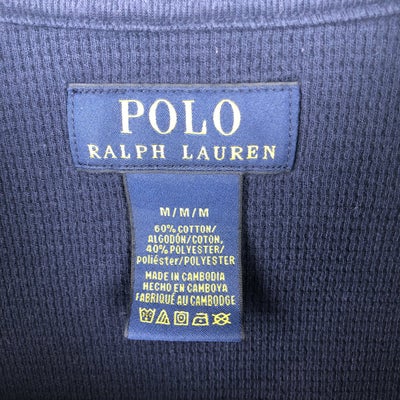 POLO
RALPH LAUREN
M/M/M
60% COTTON/
ALGODÓN/COTON,
40% POLYESTER/
poliéster/POLYESTER
MADE IN CAMBODIA
HECHO EN CAMBOYA
FABRIQUÉ AU CAMBODGE